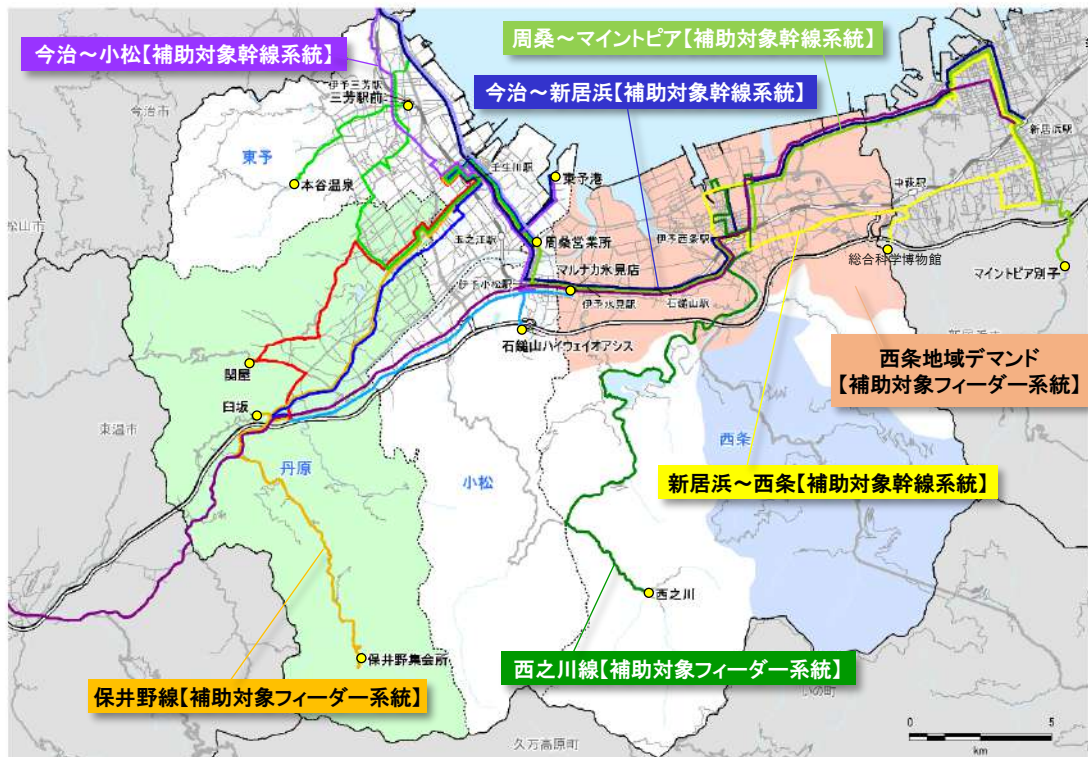 周桑～マイントピア【補助対象幹線系統】
今治～小松【補助対象幹線系統】
今治～新居浜【補助対象幹線系統】
伊予三芳駅
三芳駅前
今治市
東予
本谷温泉
壬生川駅
東予港
新居浜駅
中萩駅
松山市
玉之江駅
周桑営業所
伊予西条駅
総合科学博物館
マルナカ氷見店
マイントピア別子
伊予小松駅
伊予氷見駅
石鎚山駅
石鎚山ハイウェイオアシス
関屋
西条地域デマンド
【補助対象フィーダー系統】
臼坂
東温市
西条
丹原
小松
新居浜～西条【補助対象幹線系統】
西之川
保井野集会所
西之川線【補助対象フィーダー系統】
保井野線【補助対象フィーダー系統】
いの町
久万高原町
0 5
km